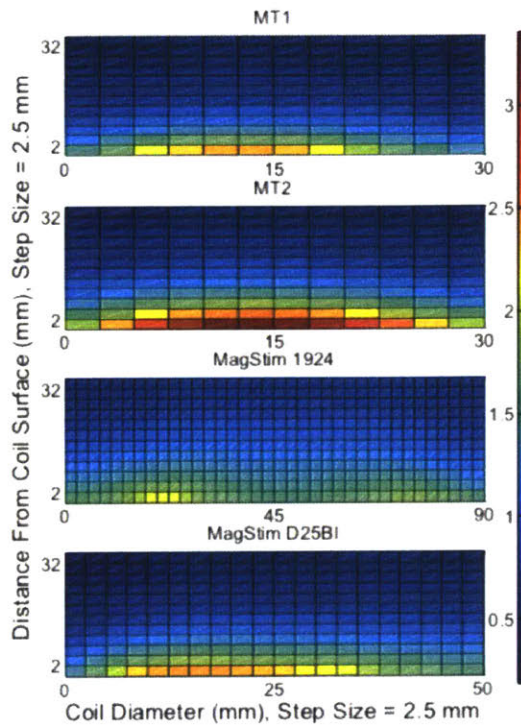 MT1
32
2
0 15 30
MT2
32
2
0 15 30
MagStim 1924
32
2
0 45 90
MagStim D25BI
32
2
0 25 50
Coil Diameter (mm), Step Size = 2.5 mm
Distance From Coil Surface (mm), Step Size = 2.5 mm
3
2.5
2
1.5
1
0.5